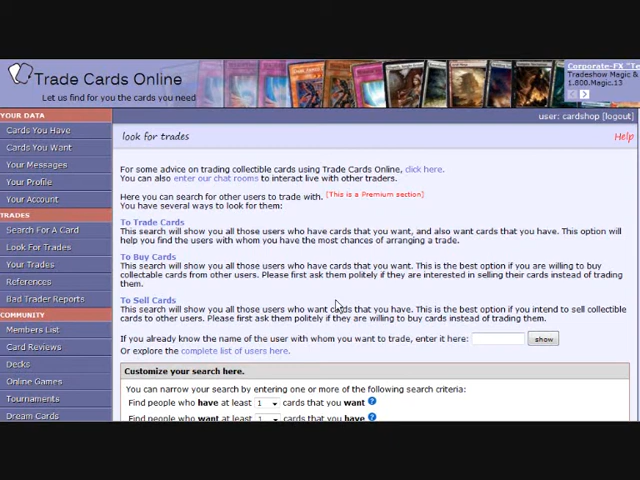 Trade Cards Online
Let us find for you the cards you need
Corporate-FX "Te
Tradeshow Magic &
1.800.Magic.13
YOUR DATA
user: cardshop [logout]
Cards You Have
Cards You Want
Your Messages
Your Profile
Your Account
TRADES
Search For A Card
Look For Trades
Your Trades
References
Bad Trader Reports
COMMUNITY
Members List
Card Reviews
Decks
Online Games
Tournaments
Dream Cards
look for trades
Help
For some advice on trading collectible cards using Trade Cards Online, click here.
You can also enter our chat rooms to interact live with other traders.
Here you can search for other users to trade with. [This is a Premium section]
You have several ways to look for them:
To Trade Cards
This search will show you all those users who have cards that you want, and also want cards that you have. This option will
help you find the users with whom you have the most chances of arranging a trade.
To Buy Cards
This search will show you all those users who have cards that you want. This is the best option if you are willing to buy
collectable cards from other users. Please first ask them politely if they are interested in selling their cards instead of trading
them.
To Sell Cards
This search will show you all those users who want cards that you have. This is the best option if you intend to sell collectible
cards to other users. Please first ask them politely if they are willing to buy cards instead of trading them.
If you already know the name of the user with whom you want to trade, enter it here: show
Or explore the complete list of users here.
Customize your search here.
You can narrow your search by entering one or more of the following search criteria:
Find people who have at least 1 cards that you want ?
Find people who want at least 1 cards that you have ?